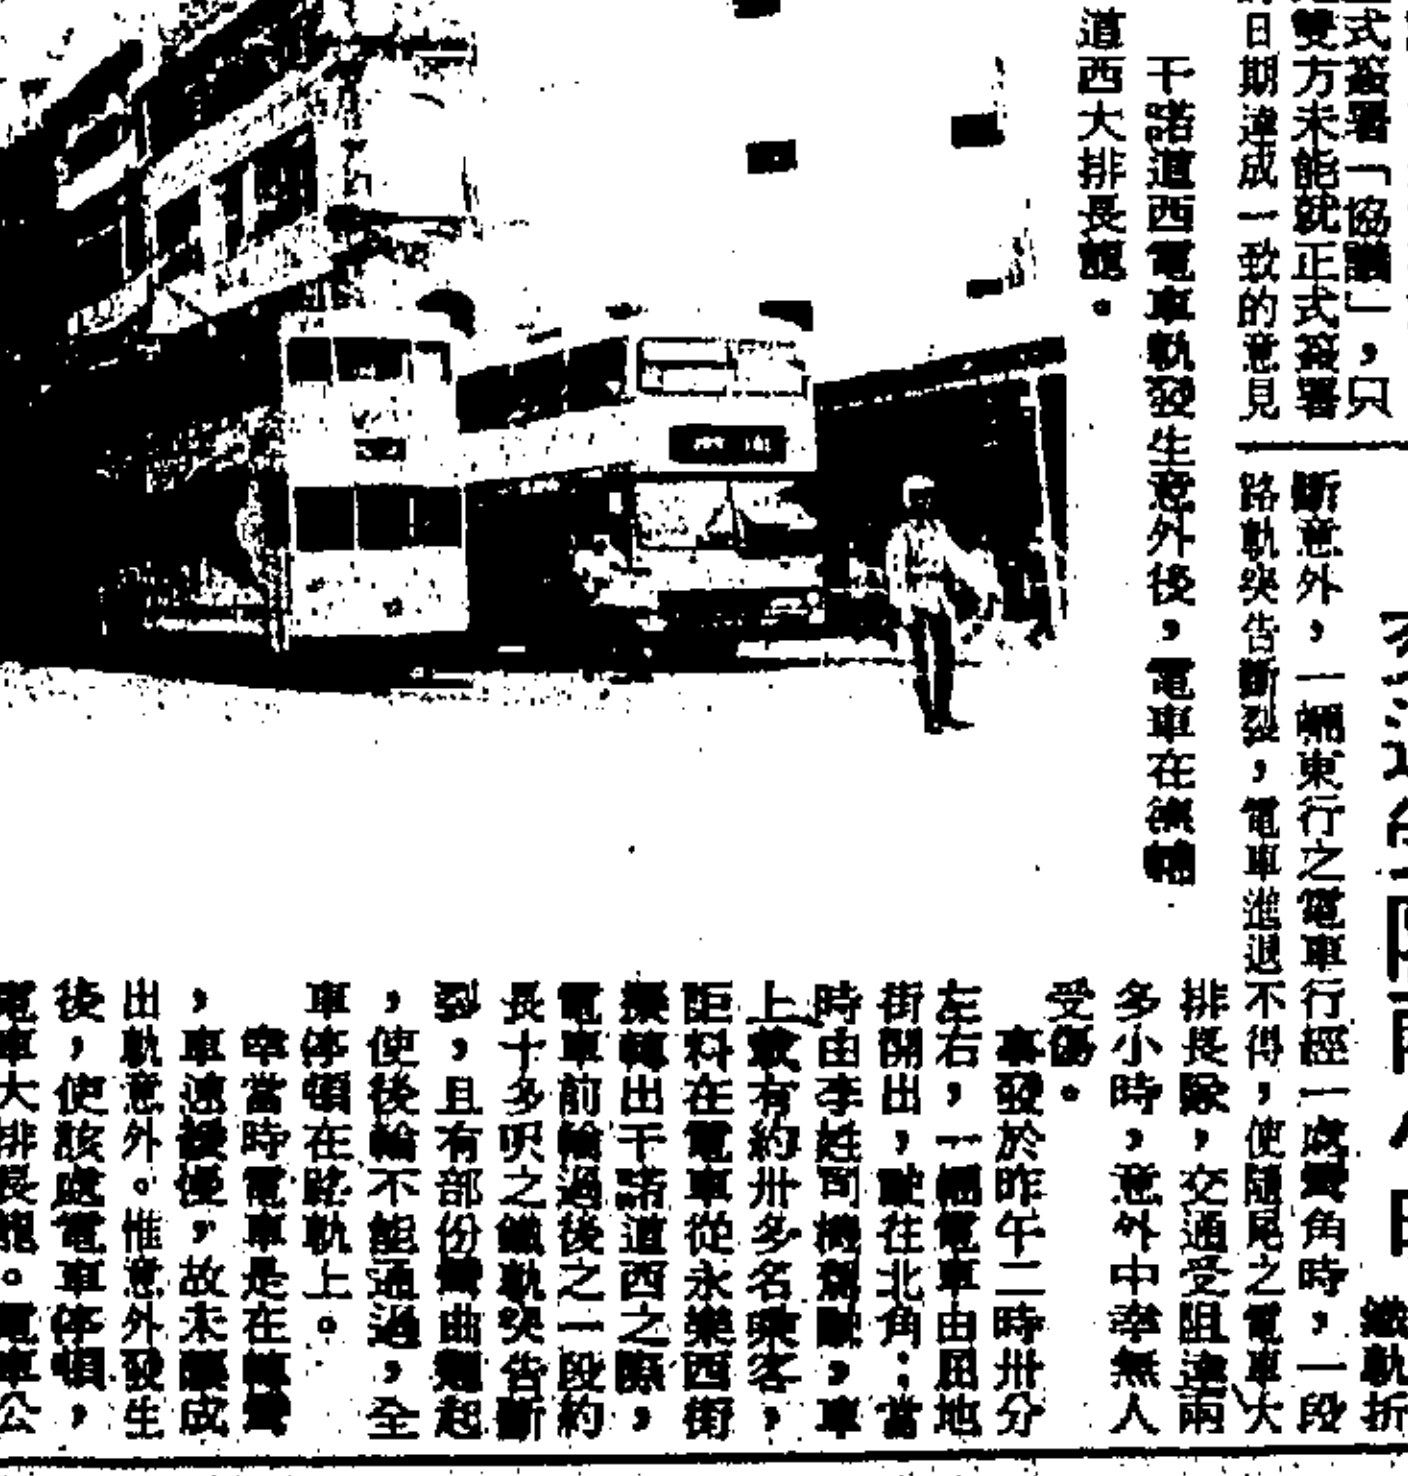 式簽署「協議」，只
雙方未能就正式簽署
日期達成一致的意見
鐵軌折
斷意外，一輛東行之電車行經一處彎角時，一段
路軌突告斷裂，電車進退不得，使隨尾之電車大
排長龍，交通受阻達兩
多小時，意外中幸無人
受傷。
事發於昨午二時卅分
左右，一輛電車由屈地
街開出，駛在北角；當
時由李姓司機駕駛，車
上載有約卅多名乘客，
詎料在電車從永樂西街
擬轉出干諾道西之際，
電車前輪過後之一段約
長十多呎之鐵軌突告斷
裂，且有部份彎曲翹起
，使後輪不能通過，全
車停頓在路軌上。
幸當時電車是在轉彎
，車速緩慢，故未釀成
出軌意外。惟意外發生
後，使該處電車停頓，
電車大排長龍。電車公
干諾道西電車軌發生意外後，電車在德輔
道西大排長龍。